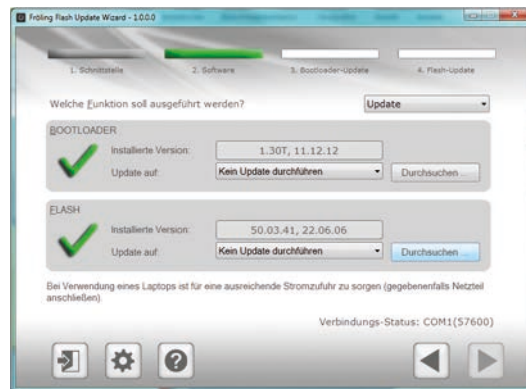 Fröling Flash Update Wizard - 1.0.0.0
1. Schnittstelle 2. Software 3. Bootloader-Update 4. Flash-Update
Welche Funktion soll ausgeführt werden? Update
BOOTLOADER
Installierte Version: 1.30T, 11.12.12
Update auf: Kein Update durchführen Durchsuchen ...
FLASH
Installierte Version: 50.03.41, 22.06.06
Update auf: Kein Update durchführen Durchsuchen ...
Bei Verwendung eines Laptops ist für eine ausreichende Stromzufuhr zu sorgen (gegebenenfalls Netzteil
anschließen).
Verbindungs-Status: COM1(57600)